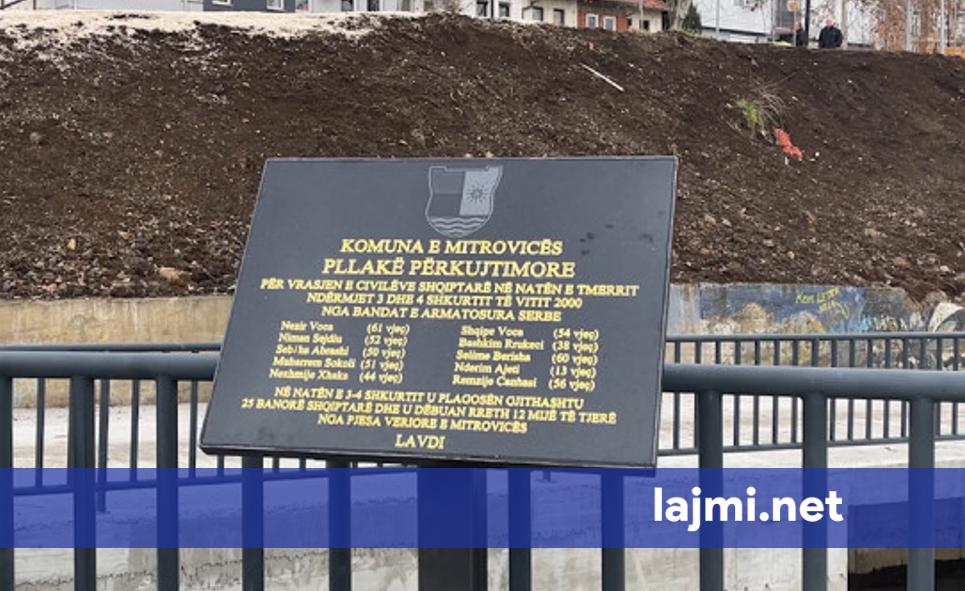 KOMUNA E MITROVICËS
PLLAKË PËRKUJTIMORE
PËR VRASJEN E CIVILËVE SHQIPTARË NË NATËN E TMERRIT
NDËRMJET 3 DHE 4 SHKURTIT TË VITIT 2000
NGA BANDAT E ARMATOSURA SERBE
Nezir Voca (61 vjeç) Shqipe Voca (54 vjeç)
Niman Sejdiu (52 vjeç) Bashkim Rrukeci (38 vjeç)
Sebiha Abrashi (50 vjeç) Selime Berisha (60 vjeç)
Muharrem Sokoli (51 vjeç) Nderim Ajeti (13 vjeç)
Nexhmije Xhaka (44 vjeç) Remzije Canhasi (56 vjeç)
NË NATËN E 3-4 SHKURTIT U PLAGOSËN GJITHASHTU
25 BANORË SHQIPTARË DHE U DËBUAN RRETH 12 MIJË TË TJERË
NGA PJESA VERIORE E MITROVICËS
LAVDI
lajmi.net